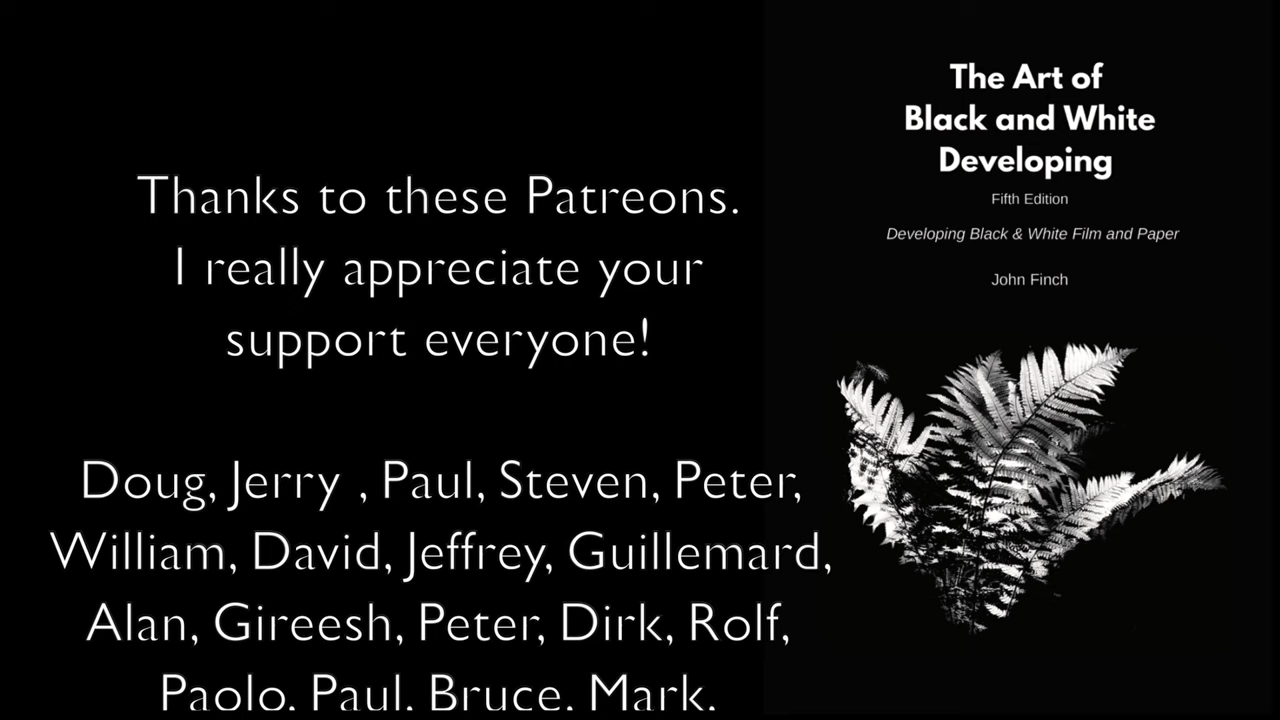 Thanks to these Patreons.
I really appreciate your
support everyone!
Doug, Jerry , Paul, Steven, Peter,
William, David, Jeffrey, Guillemard,
Alan, Gireesh, Peter, Dirk, Rolf,
Paolo, Paul, Bruce, Mark,
The Art of
Black and White
Developing
Fifth Edition
Developing Black & White Film and Paper
John Finch